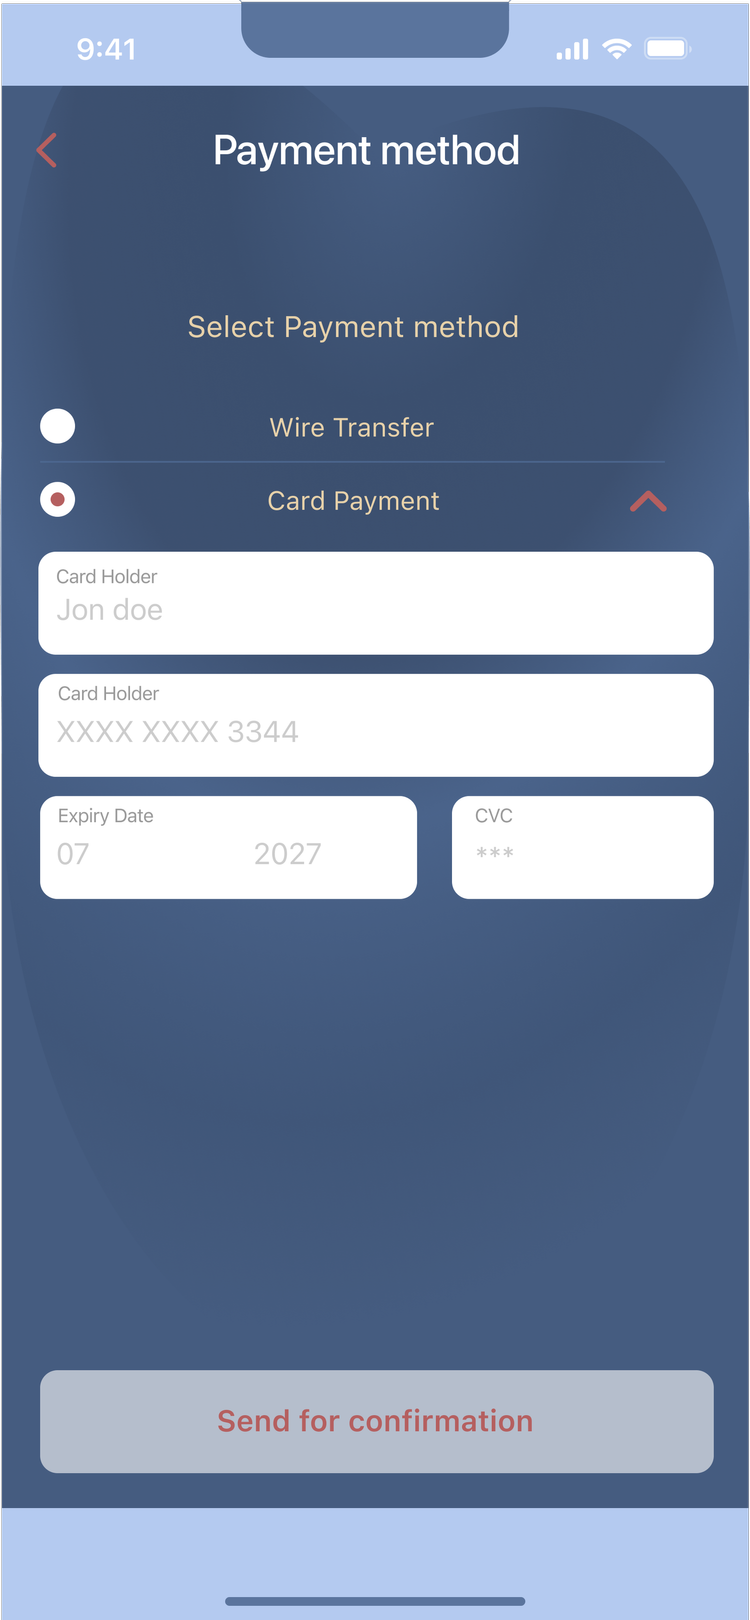 9:41
Payment method
Select Payment method
Wire Transfer
Card Payment
Card Holder
Jon doe
Card Holder
XXXX XXXX 3344
Expiry Date
07 2027
CVC
***
Send for confirmation